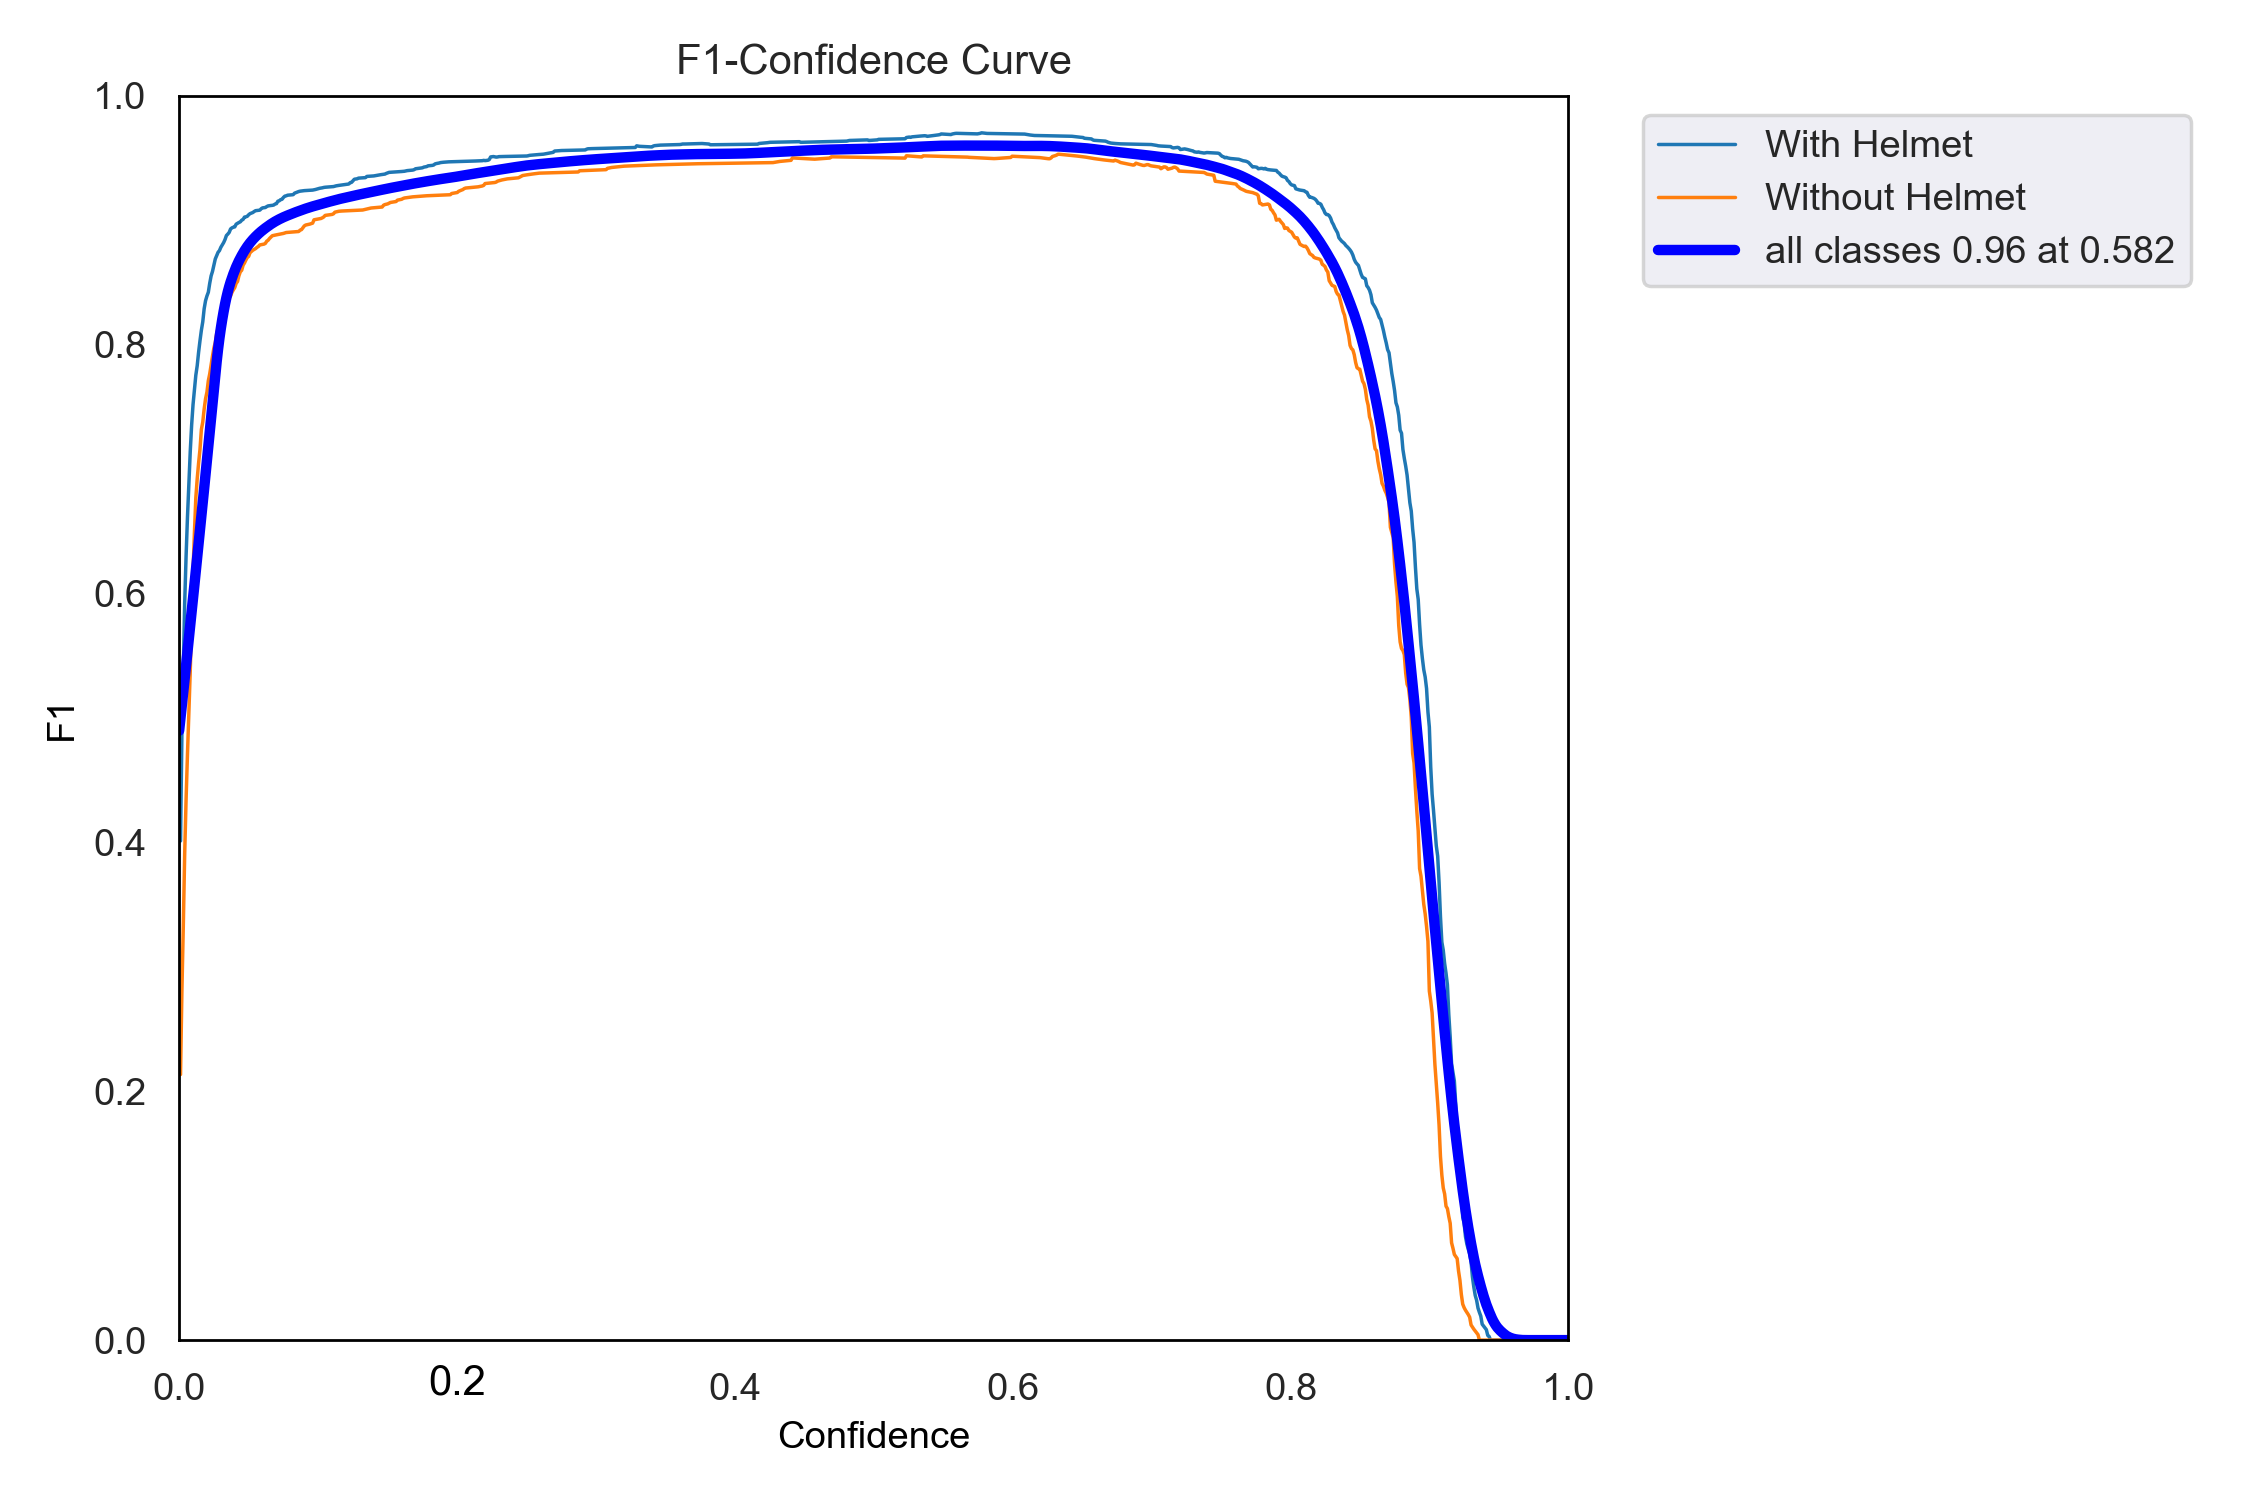 F1-Confidence Curve
1.0
0.8
0.6
0.4
0.2
0.0
F1
0.0 0.2 0.4 0.6 0.8 1.0
Confidence
With Helmet
Without Helmet
all classes 0.96 at 0.582